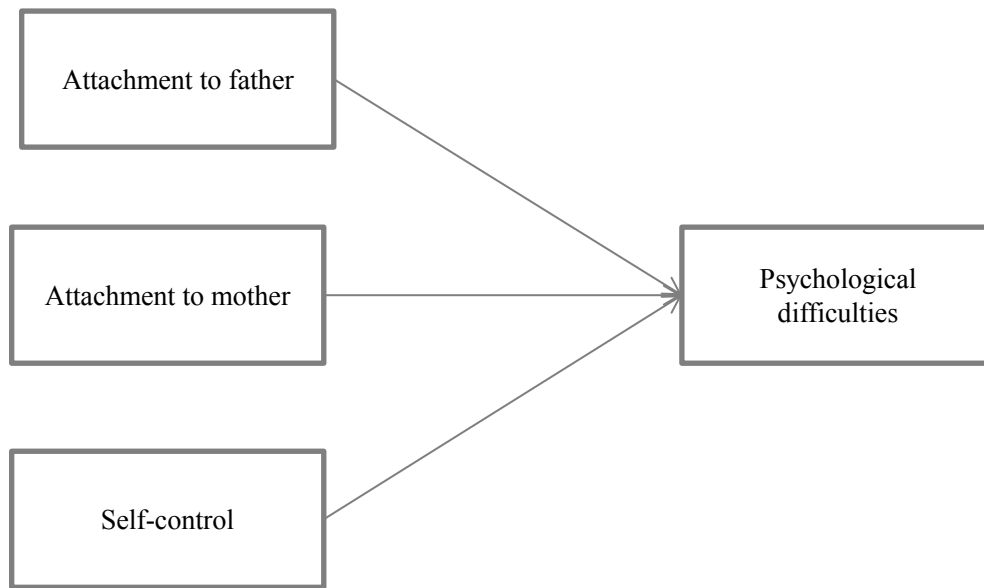 Attachment to father
Attachment to mother
Psychological
difficulties
Self-control